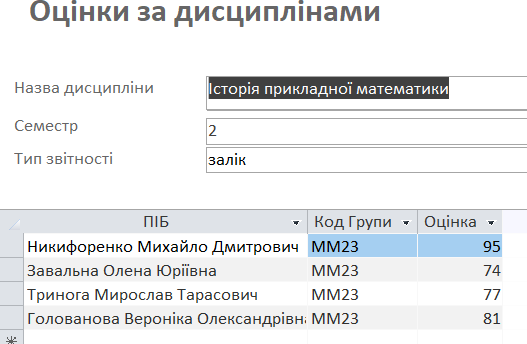 Оцінки за дисциплінами
Назва дисципліни Історія прикладної математики
Семестр 2
Тип звітності залік
ПІБ Код Групи Оцінка
Никифоренко Михайло Дмитрович ММ23 95
Завальна Олена Юріївна ММ23 74
Тринога Мирослав Тарасович ММ23 77
Голованова Вероніка Олександрівн ММ23 81